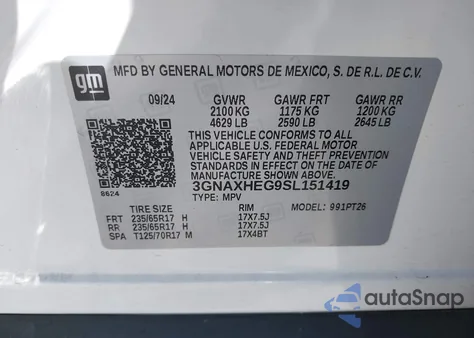 gm
MFD BY GENERAL MOTORS DE MEXICO, S. DE R.L. DE C.V.
09/24 GVWR GAWR FRT GAWR RR
2100 KG 1175 KG 1200 KG
4629 LB 2590 LB 2645 LB
THIS VEHICLE CONFORMS TO ALL
APPLICABLE U.S. FEDERAL MOTOR
VEHICLE SAFETY, BUMPER, AND THEFT
PREVENTION STANDARDS IN EFFECT ON
THE DATE OF MANUFACTURE SHOWN ABOVE.
3GNAXHEG9SL151419
8624
TYPE: MPV MODEL: 991PT26
TIRE SIZE RIM
FRT 235/65R17 H 17X7.5J
RR 235/65R17 H 17X7.5J
SPA T125/70R17 M 17X4BT
autoSnap